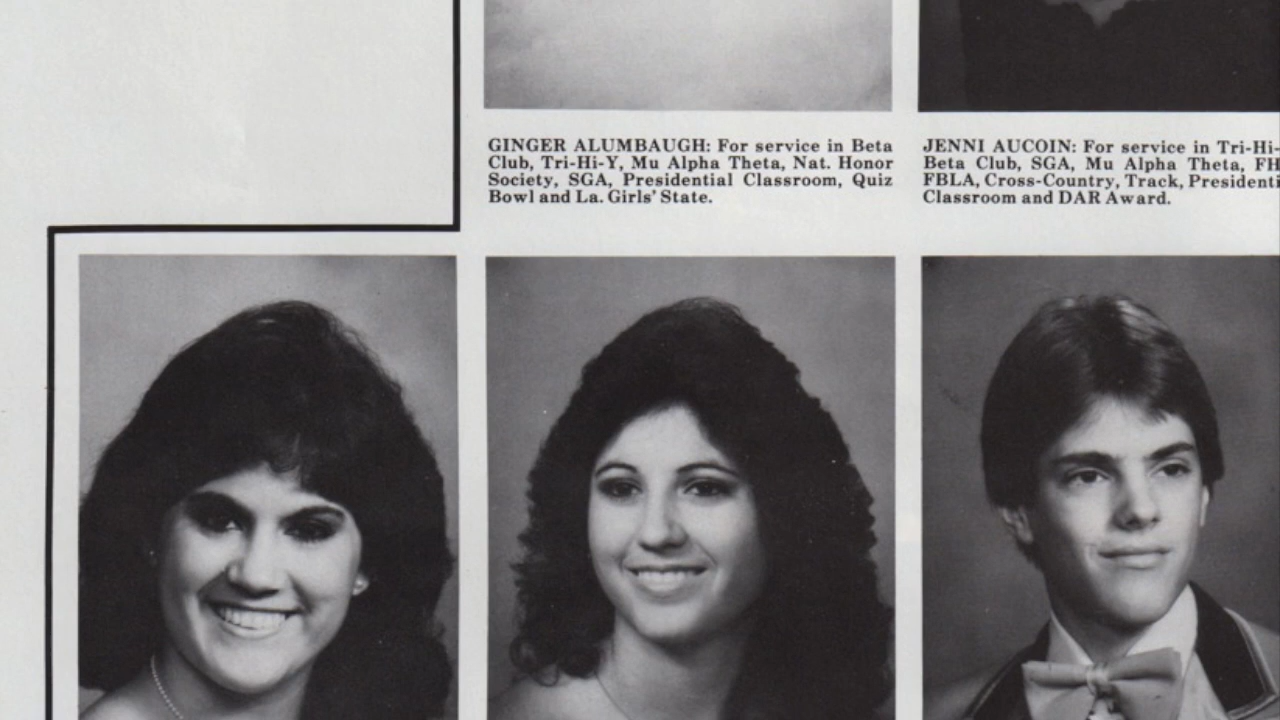 GINGER ALUMBAUGH: For service in Beta
Club, Tri-Hi-Y, Mu Alpha Theta, Nat. Honor
Society, SGA, Presidential Classroom, Quiz
Bowl and La. Girls' State.
JENNI AUCOIN: For service in Tri-Hi-
Beta Club, SGA, Mu Alpha Theta, FH
FBLA, Cross-Country, Track, Presidenti
Classroom and DAR Award.